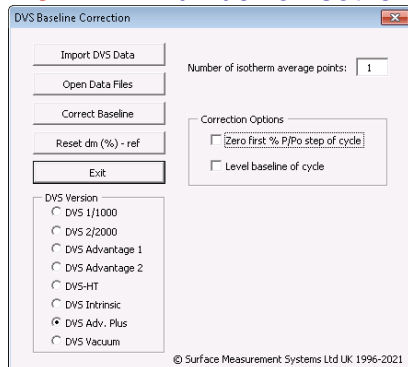 DVS Baseline Correction
Import DVS Data
Open Data Files
Correct Baseline
Reset dm (%) - ref
Exit
Number of isotherm average points: 1
Correction Options
Zero first % P/Po step of cycle
Level baseline of cycle
DVS Version
DVS 1/1000
DVS 2/2000
DVS Advantage 1
DVS Advantage 2
DVS-HT
DVS Intrinsic
DVS Adv. Plus
DVS Vacuum
© Surface Measurement Systems Ltd UK 1996-2021